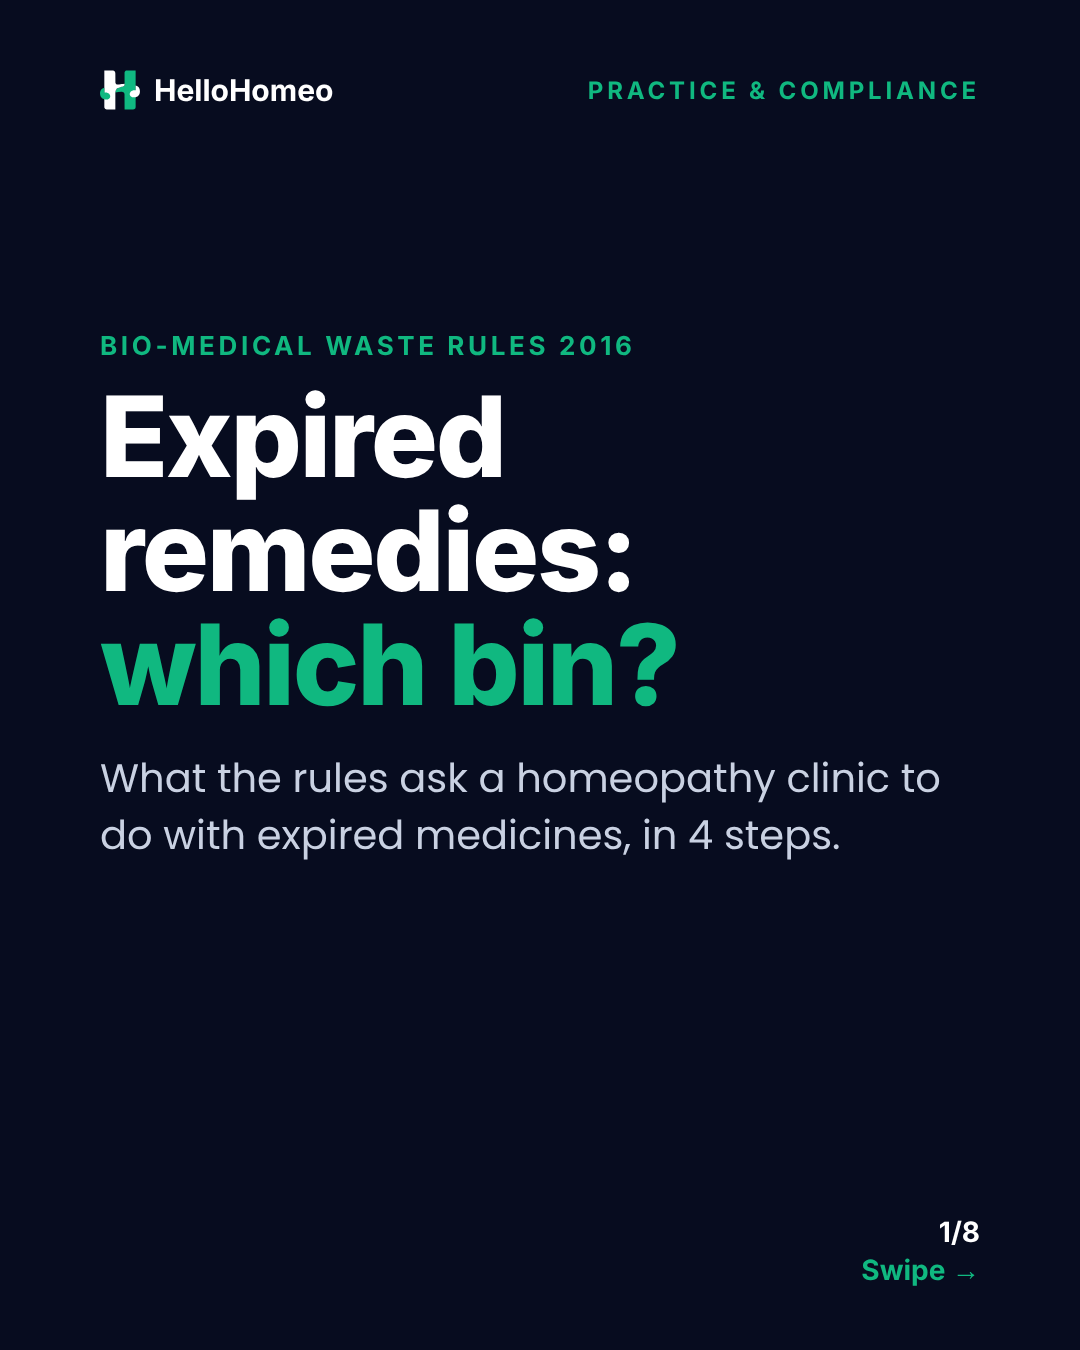 HelloHomeo
PRACTICE & COMPLIANCE
BIO-MEDICAL WASTE RULES 2016
Expired
remedies:
which bin?
What the rules ask a homeopathy clinic to
do with expired medicines, in 4 steps.
1/8
Swipe →